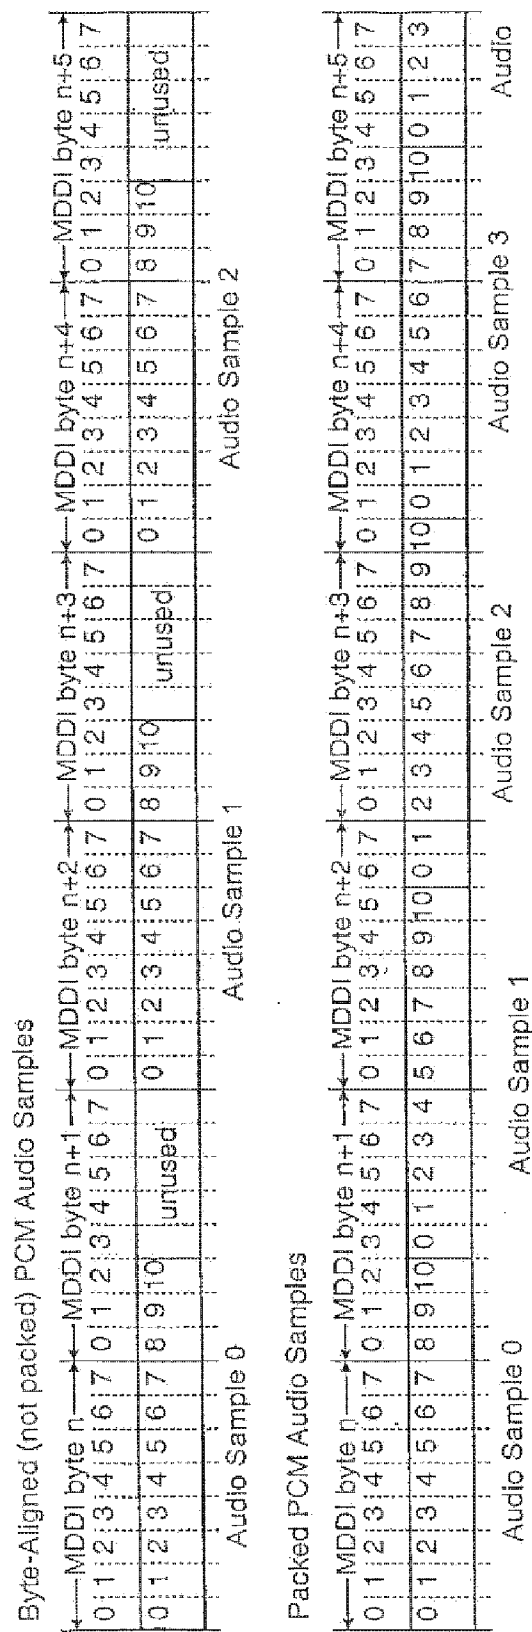 Byte-Aligned (not packed) PCM Audio Samples
MDDI byte n MDDI byte n+1 MDDI byte n+2 MDDI byte n+3 MDDI byte n+4 MDDI byte n+5
0 1 2 3 4 5 6 7 0 1 2 3 4 5 6 7 0 1 2 3 4 5 6 7 0 1 2 3 4 5 6 7 0 1 2 3 4 5 6 7 0 1 2 3 4 5 6 7
0 1 2 3 4 5 6 7 8 9 10 unused 0 1 2 3 4 5 6 7 8 9 10 unused 0 1 2 3 4 5 6 7 8 9 10 unused
Audio Sample 0 Audio Sample 1 Audio Sample 2
Packed PCM Audio Samples
MDDI byte n MDDI byte n+1 MDDI byte n+2 MDDI byte n+3 MDDI byte n+4 MDDI byte n+5
0 1 2 3 4 5 6 7 0 1 2 3 4 5 6 7 0 1 2 3 4 5 6 7 0 1 2 3 4 5 6 7 0 1 2 3 4 5 6 7 0 1 2 3 4 5 6 7
0 1 2 3 4 5 6 7 8 9 10 0 1 2 3 4 5 6 7 8 9 10 0 1 2 3 4 5 6 7 8 9 10 0 1 2 3 4 5 6 7 8 9 10 0 1 2 3
Audio Sample 0 Audio Sample 1 Audio Sample 2 Audio Sample 3 Audio